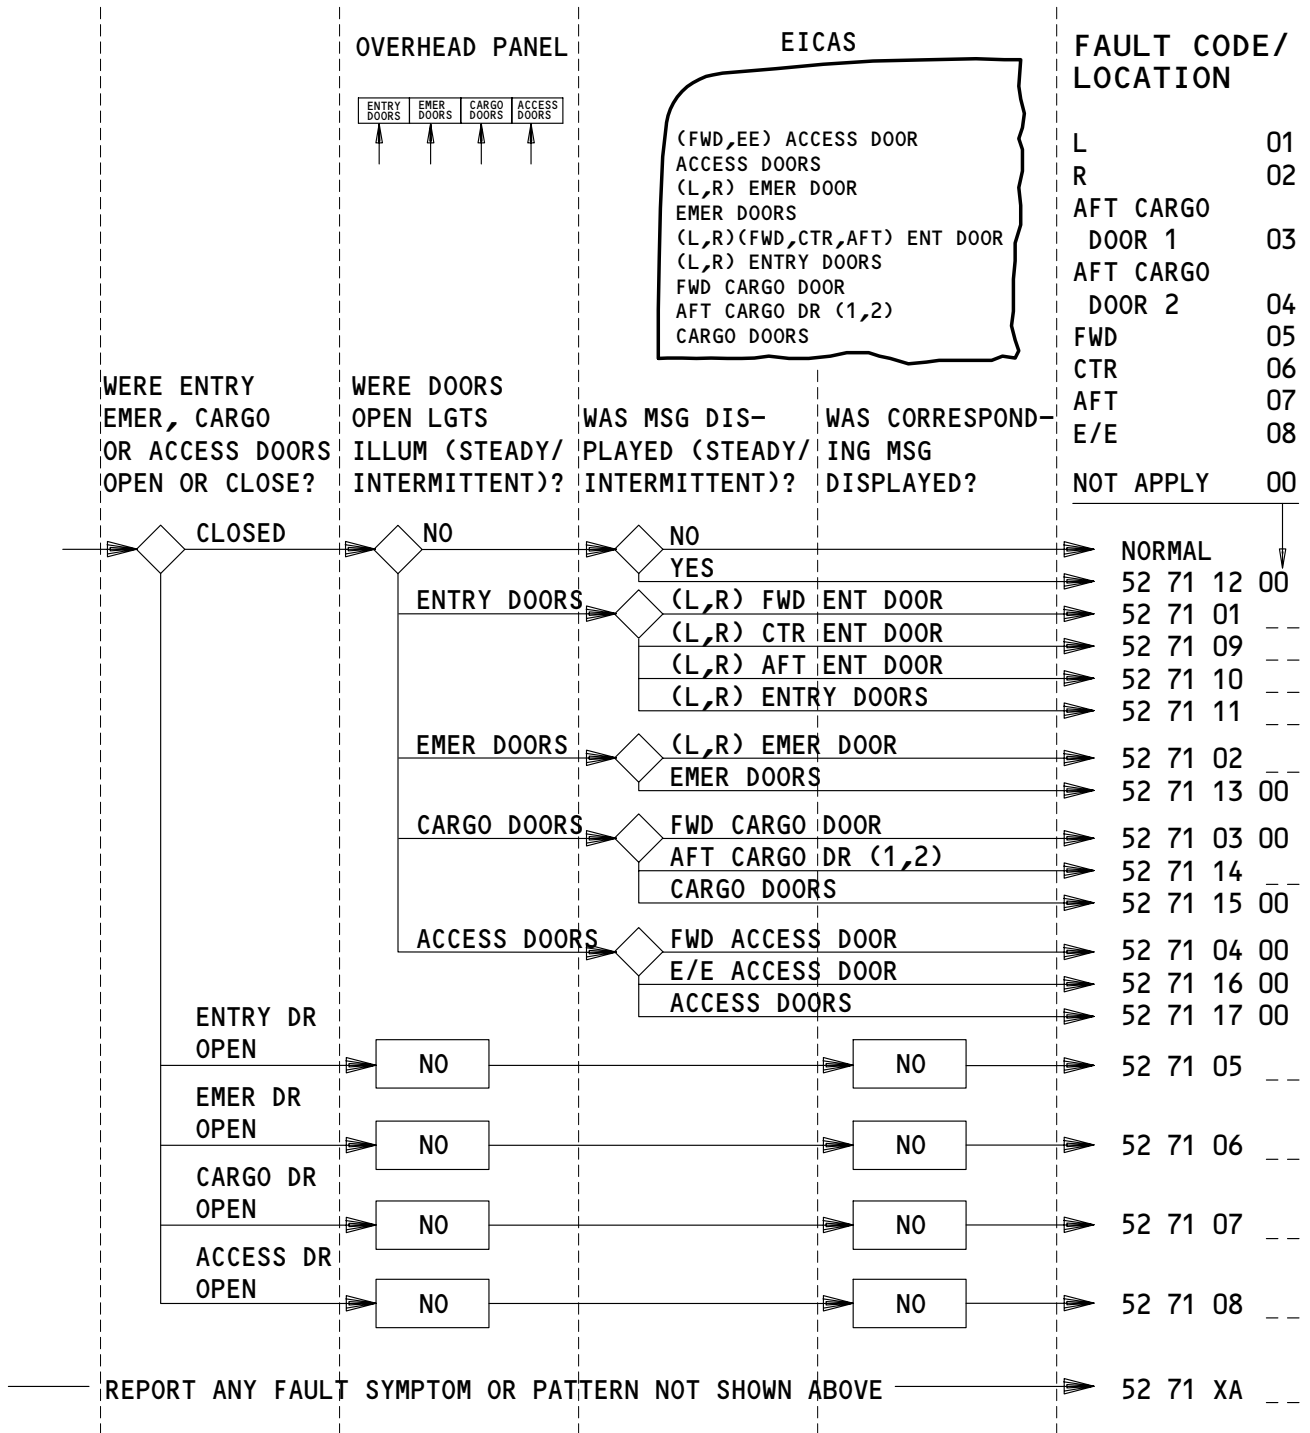 OVERHEAD PANEL
ENTRY DOORS
EMER DOORS
CARGO DOORS
ACCESS DOORS
EICAS
(FWD,EE) ACCESS DOOR
ACCESS DOORS
(L,R) EMER DOOR
EMER DOORS
(L,R)(FWD,CTR,AFT) ENT DOOR
(L,R) ENTRY DOORS
FWD CARGO DOOR
AFT CARGO DR (1,2)
CARGO DOORS
FAULT CODE/
LOCATION
L 01
R 02
AFT CARGO
DOOR 1 03
AFT CARGO
DOOR 2 04
FWD 05
CTR 06
AFT 07
E/E 08
NOT APPLY 00
WERE ENTRY
EMER, CARGO
OR ACCESS DOORS
OPEN OR CLOSE?
WERE DOORS
OPEN LGTS
ILLUM (STEADY/
INTERMITTENT)?
WAS MSG DIS-
PLAYED (STEADY/
INTERMITTENT)?
WAS CORRESPOND-
ING MSG
DISPLAYED?
CLOSED NO NO NORMAL
YES 52 71 12 00
ENTRY DOORS (L,R) FWD ENT DOOR 52 71 01 _ _
(L,R) CTR ENT DOOR 52 71 09 _ _
(L,R) AFT ENT DOOR 52 71 10 _ _
(L,R) ENTRY DOORS 52 71 11 _ _
EMER DOORS (L,R) EMER DOOR 52 71 02 _ _
EMER DOORS 52 71 13 00
CARGO DOORS FWD CARGO DOOR 52 71 03 00
AFT CARGO DR (1,2) 52 71 14 _ _
CARGO DOORS 52 71 15 00
ACCESS DOORS FWD ACCESS DOOR 52 71 04 00
E/E ACCESS DOOR 52 71 16 00
ACCESS DOORS 52 71 17 00
ENTRY DR
OPEN NO NO 52 71 05 _ _
EMER DR
OPEN NO NO 52 71 06 _ _
CARGO DR
OPEN NO NO 52 71 07 _ _
ACCESS DR
OPEN NO NO 52 71 08 _ _
REPORT ANY FAULT SYMPTOM OR PATTERN NOT SHOWN ABOVE 52 71 XA _ _